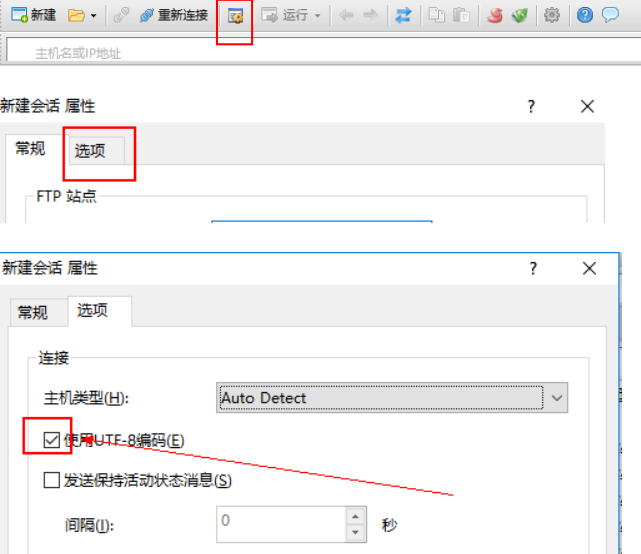 新建 重新连接 运行
主机名或IP地址
新建会话 属性
常规 选项
FTP 站点
新建会话 属性
常规 选项
连接
主机类型(H): Auto Detect
使用UTF-8编码(E)
发送保持活动状态消息(S)
间隔(I): 0 秒